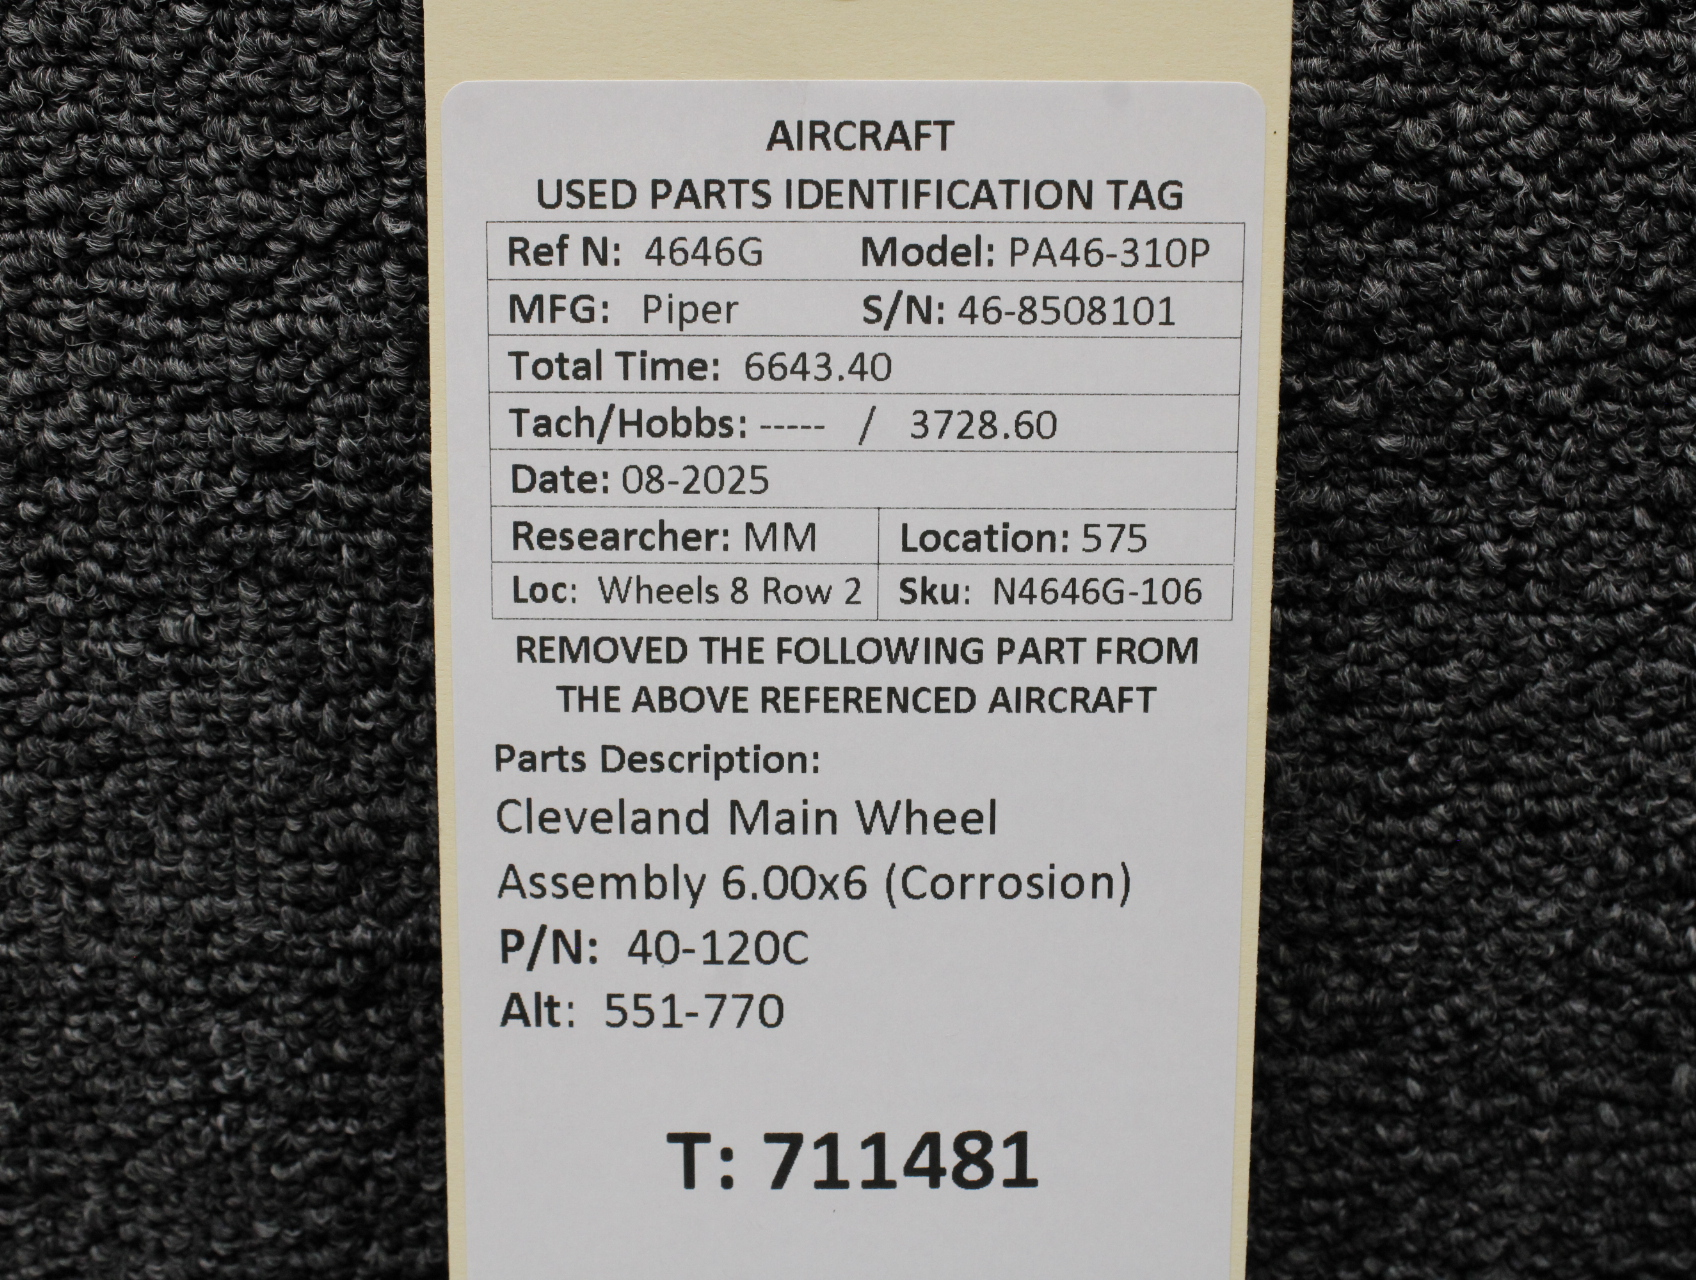 AIRCRAFT
USED PARTS IDENTIFICATION TAG
Ref N: 4646G Model: PA46-310P
MFG: Piper S/N: 46-8508101
Total Time: 6643.40
Tach/Hobbs: ----- / 3728.60
Date: 08-2025
Researcher: MM Location: 575
Loc: Wheels 8 Row 2 Sku: N4646G-106
REMOVED THE FOLLOWING PART FROM
THE ABOVE REFERENCED AIRCRAFT
Parts Description:
Cleveland Main Wheel
Assembly 6.00x6 (Corrosion)
P/N: 40-120C
Alt: 551-770
T: 711481